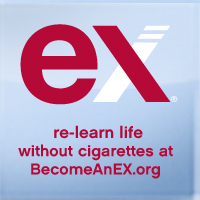 ex®
re-learn life
without cigarettes at
BecomeAnEX.org